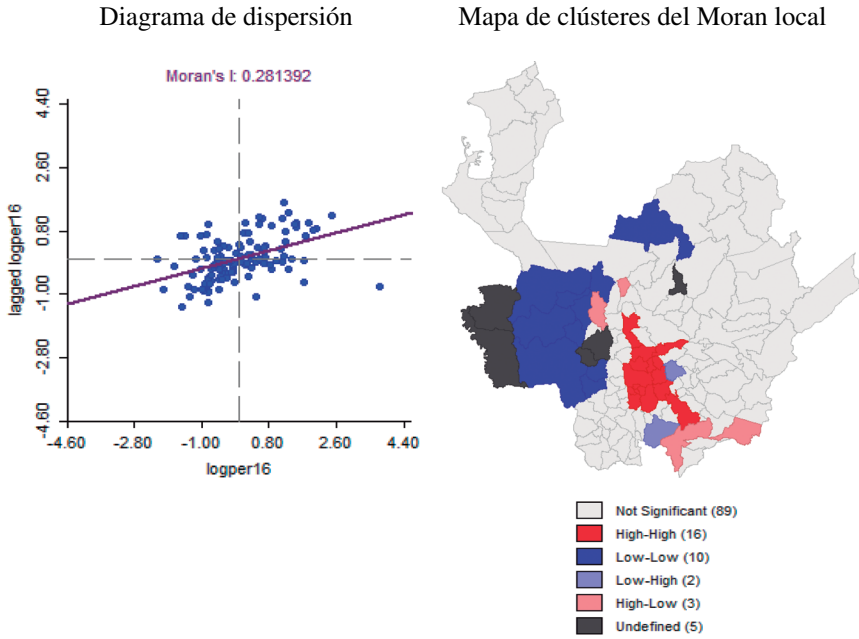 Diagrama de dispersión
Mapa de clústeres del Moran local
Moran's I: 0.281392
lagged logper16
4.40
2.60
0.80
-1.00
-2.80
-4.60
-4.60
-2.80
-1.00
0.80
2.60
4.40
logper16
Not Significant (89)
High-High (16)
Low-Low (10)
Low-High (2)
High-Low (3)
Undefined (5)